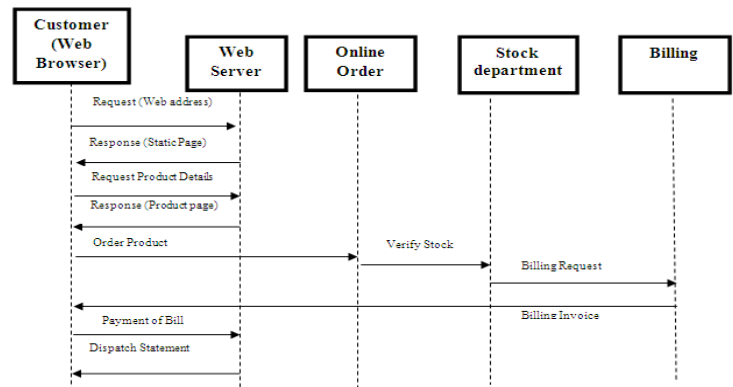 Customer
(Web
Browser)
Web
Server
Online
Order
Stock
department
Billing
Request (Web address)
Response (Static Page)
Request Product Details
Response (Product page)
Order Product
Verify Stock
Billing Request
Billing Invoice
Payment of Bill
Dispatch Statement